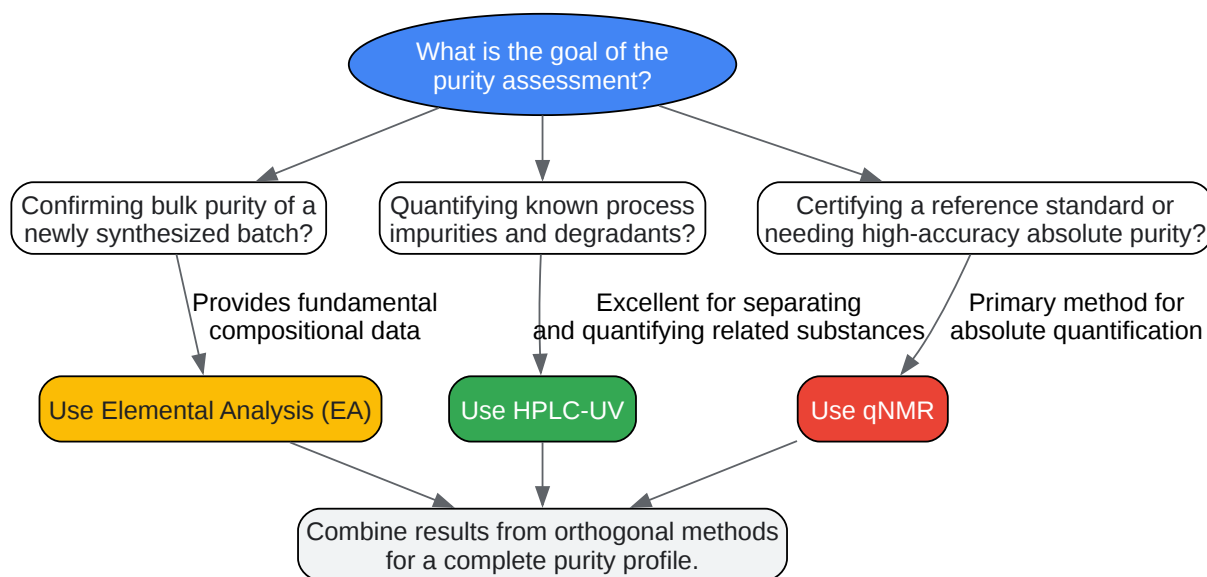 What is the goal of the
purity assessment?
Confirming bulk purity of a
newly synthesized batch?
Quantifying known process
impurities and degradants?
Certifying a reference standard or
needing high-accuracy absolute purity?
Provides fundamental
compositional data
Excellent for separating
and quantifying related substances
Primary method for
absolute quantification
Use Elemental Analysis (EA)
Use HPLC-UV
Use qNMR
Combine results from orthogonal methods
for a complete purity profile.